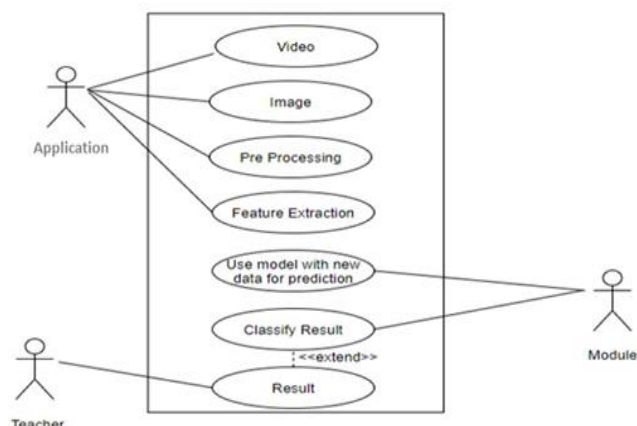 Video
Image
Application
Pre Processing
Feature Extraction
Use model with new
data for prediction
Classify Result
Module
<<extend>>
Result
Teacher